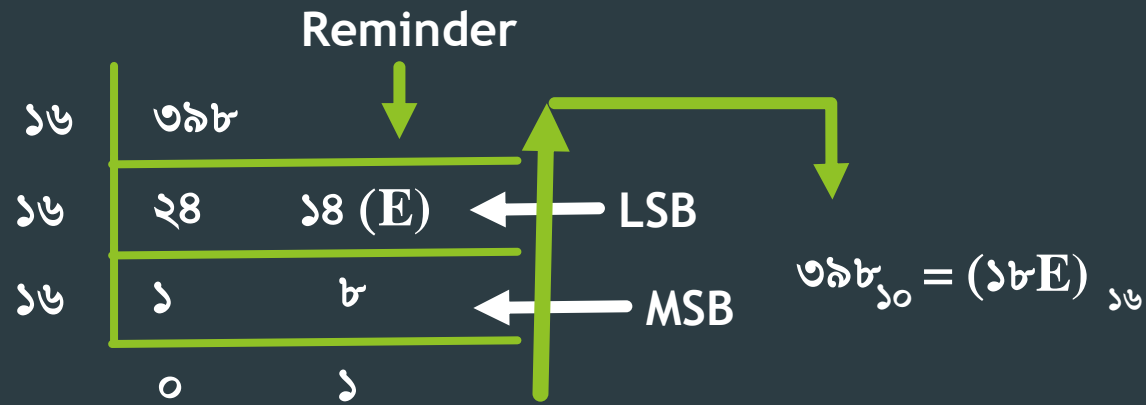 Reminder
১৬ ৩৯৮
১৬ ২৪ ১৪ (E) LSB
১৬ ১ ৮ MSB
০ ১
৩৯৮১০ = (১৮E) ১৬